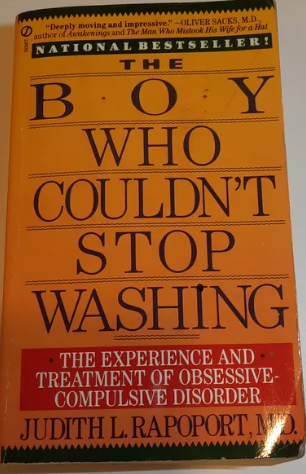 "Deeply moving and impressive." —OLIVER SACKS, M.D.,
author of Awakenings and The Man Who Mistook His Wife for a Hat
NATIONAL BESTSELLER!
THE
B·O·Y
WHO
COULDN'T
STOP
WASHING
• THE EXPERIENCE AND •
TREATMENT OF OBSESSIVE-
COMPULSIVE DISORDER
JUDITH L. RAPOPORT, M.D.